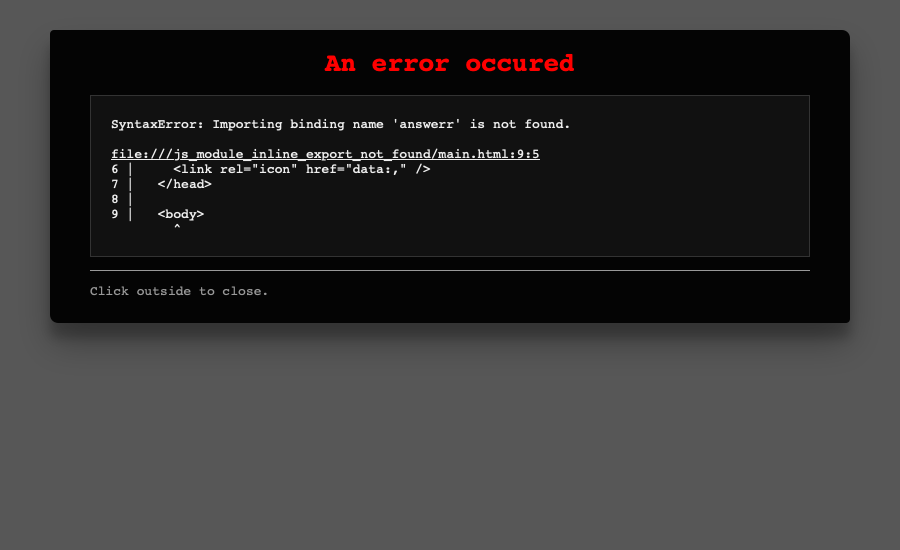 An error occured
SyntaxError: Importing binding name 'answerr' is not found.
file:///js_module_inline_export_not_found/main.html:9:5
6 |     <link rel="icon" href="data:," />
7 |   </head>
8 |
9 |   <body>
        ^
Click outside to close.